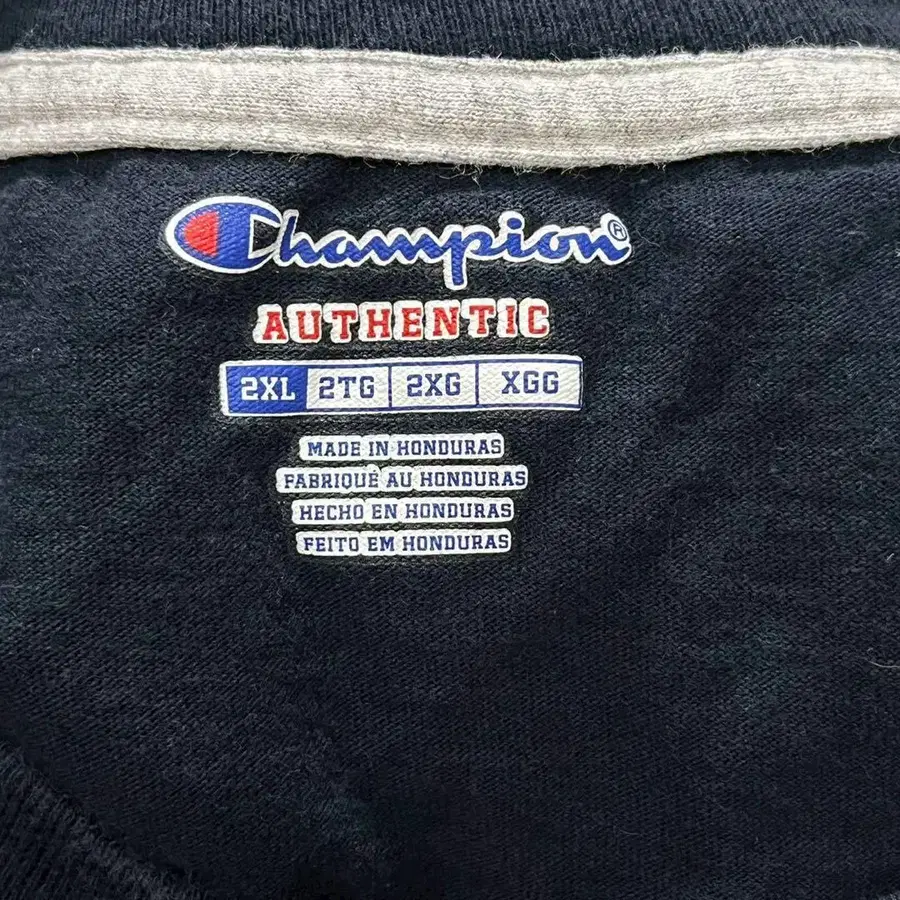 Champion®
AUTHENTIC
2XL 2TG 2XG XGG
MADE IN HONDURAS
FABRIQUÉ AU HONDURAS
HECHO EN HONDURAS
FEITO EM HONDURAS